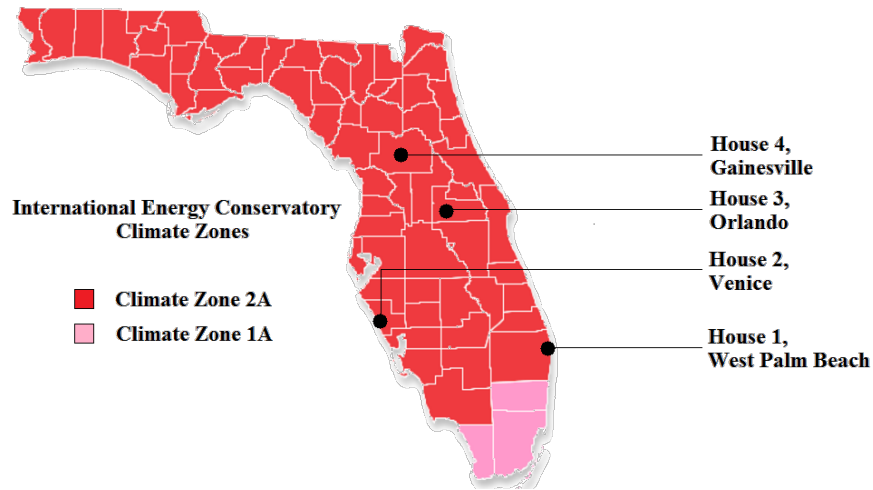 House 4,
Gainesville
House 3,
Orlando
House 2,
Venice
House 1,
West Palm Beach
International Energy Conservatory
Climate Zones
Climate Zone 2A
Climate Zone 1A